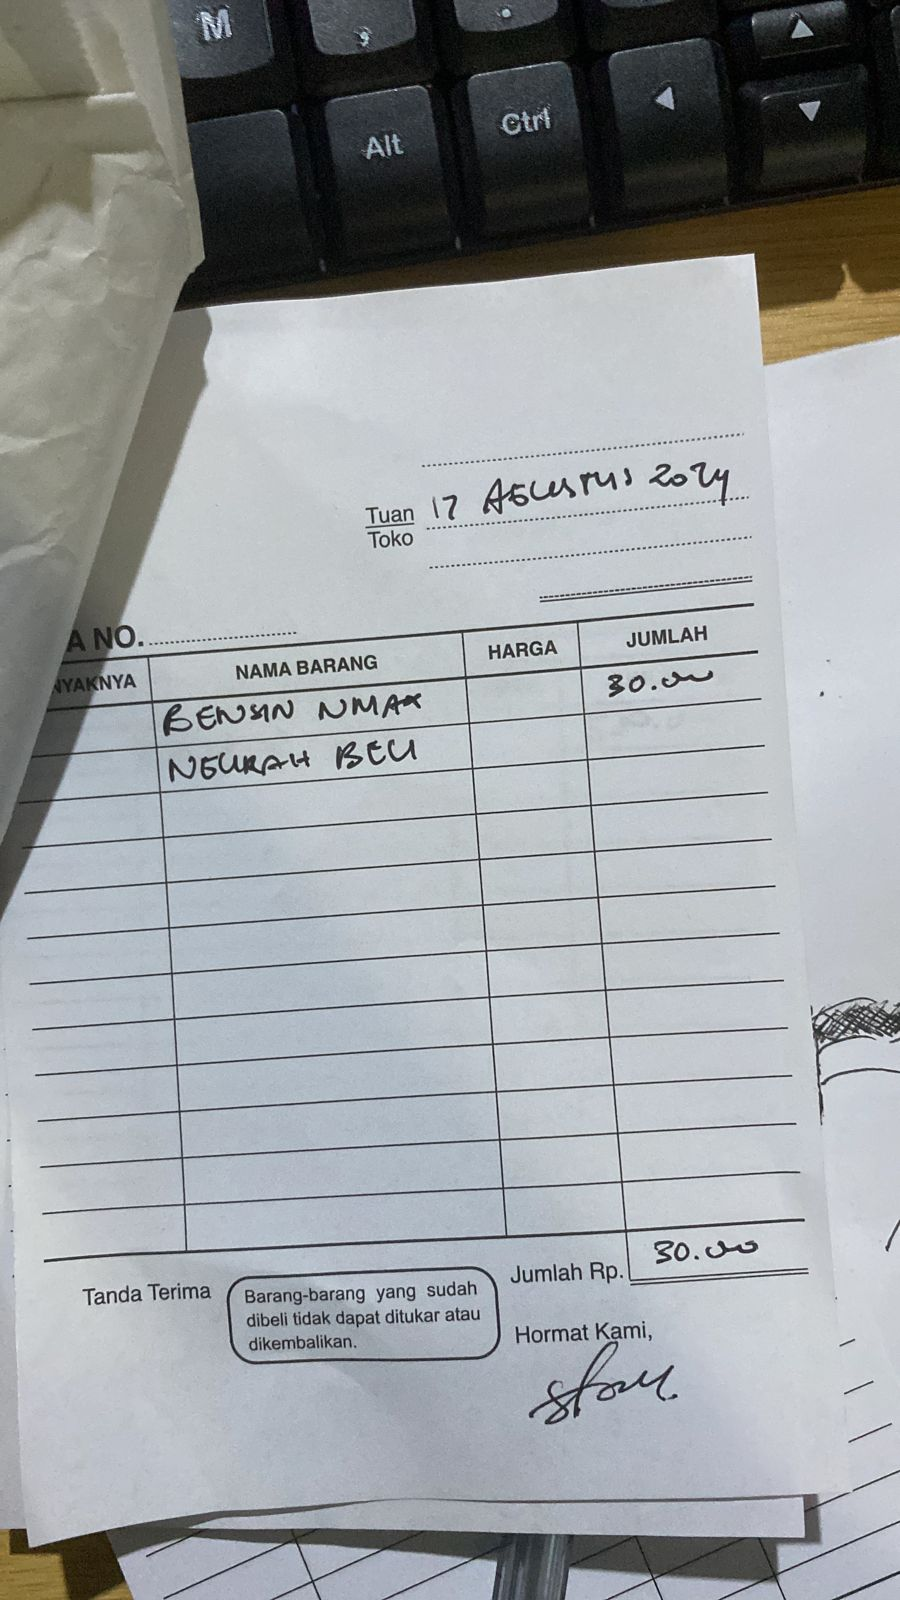 M , .
Alt Ctrl
17 AGUSTUS 2024
Tuan
Toko
A NO.
NYAKNYA NAMA BARANG HARGA JUMLAH
BENSIN NMAX 30.000
NGURAH BELI
Jumlah Rp. 30.000
Tanda Terima
Barang-barang yang sudah
dibeli tidak dapat ditukar atau
dikembalikan.
Hormat Kami,